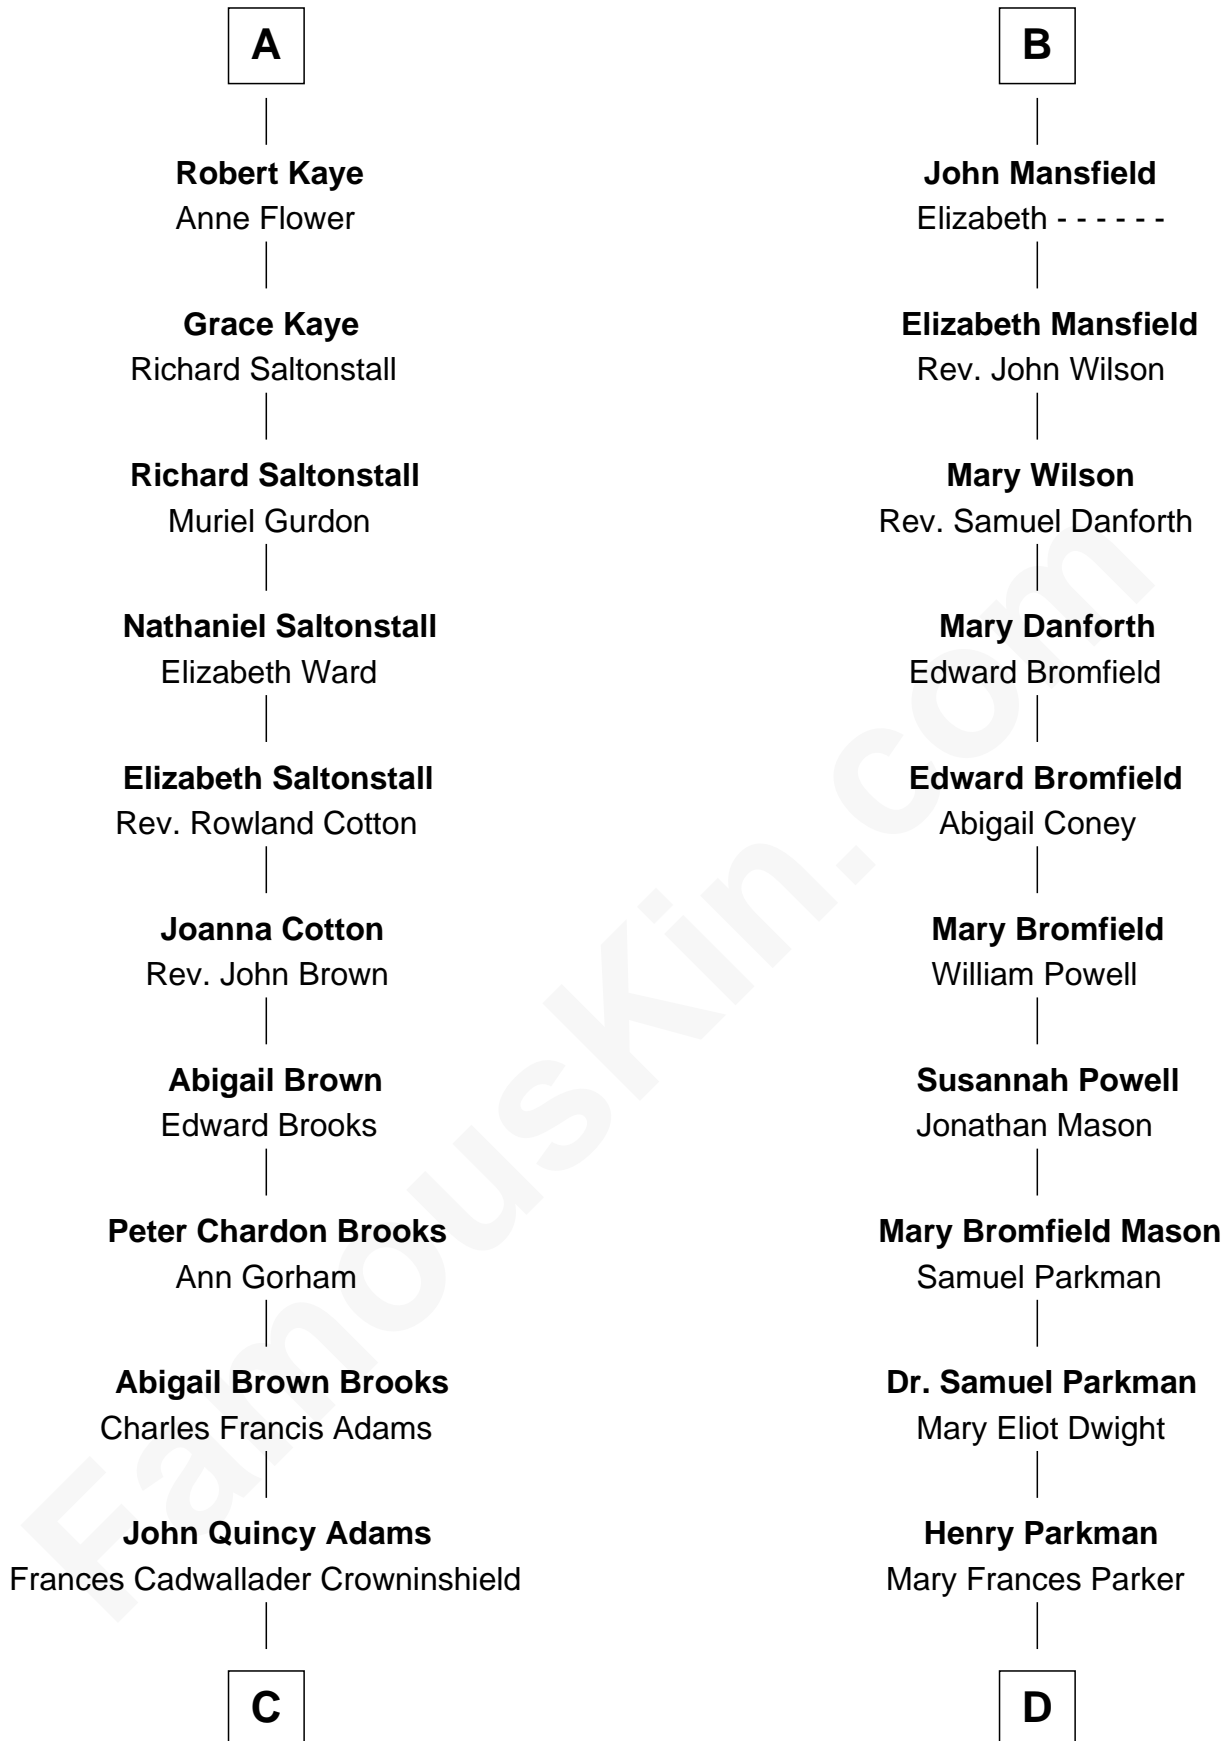 A
Robert Kaye
Anne Flower
Grace Kaye
Richard Saltonstall
Richard Saltonstall
Muriel Gurdon
Nathaniel Saltonstall
Elizabeth Ward
Elizabeth Saltonstall
Rev. Rowland Cotton
Joanna Cotton
Rev. John Brown
Abigail Brown
Edward Brooks
Peter Chardon Brooks
Ann Gorham
Abigail Brown Brooks
Charles Francis Adams
John Quincy Adams
Frances Cadwallader Crowninshield
C
B
John Mansfield
Elizabeth - - - - - -
Elizabeth Mansfield
Rev. John Wilson
Mary Wilson
Rev. Samuel Danforth
Mary Danforth
Edward Bromfield
Edward Bromfield
Abigail Coney
Mary Bromfield
William Powell
Susannah Powell
Jonathan Mason
Mary Bromfield Mason
Samuel Parkman
Dr. Samuel Parkman
Mary Eliot Dwight
Henry Parkman
Mary Frances Parker
D
FamousKin.com